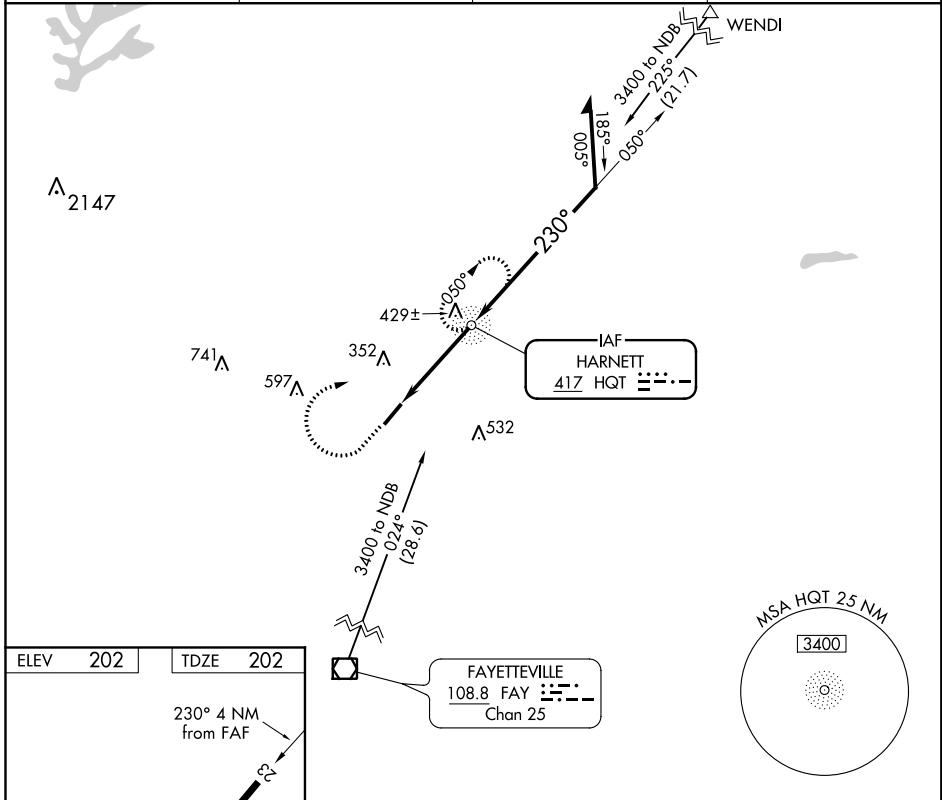 WENDI
3400 to NDB
225°
(21.7)
185°
005°
050°
2147
230°
050°
429±
IAF
HARNETT
417 HQT
741
352
597
532
3400 to NDB
024°
(28.6)
MSA HQT 25 NM
3400
ELEV 202
TDZE 202
FAYETTEVILLE
108.8 FAY
Chan 25
230° 4 NM
from FAF
23